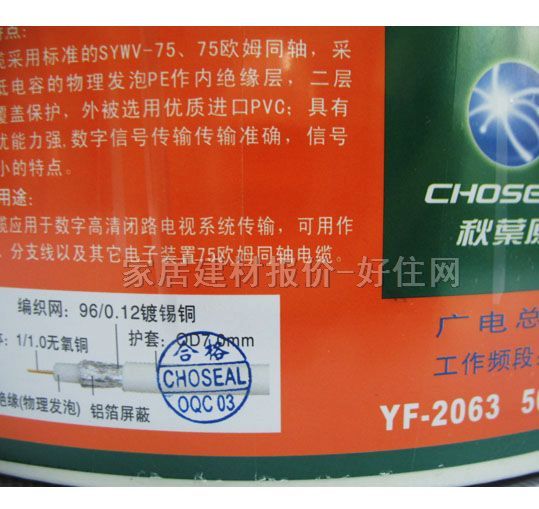 特点:
缆采用标准的SYWV-75、75欧姆同轴，采
低电容的物理发泡PE作内绝缘层，二层
覆盖保护，外被选用优质进口PVC；具有
扰能力强,数字信号传输传输准确，信号
小的特点。
用途:
缆应用于数字高清闭路电视系统传输，可用作
、分支线以及其它电子装置75欧姆同轴电缆。
家居建材报价-好住网
编织网: 96/0.12镀锡铜
: 1/1.0无氧铜
护套: OD7.0mm
合格
CHOSEAL
OQC 03
绝缘(物理发泡)
铝箔屏蔽
CHOSE
秋葉原
广电总
工作频段
YF-2063 50